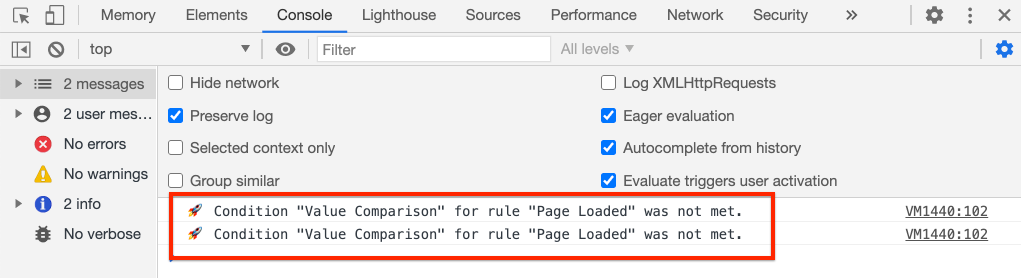 Memory Elements Console Lighthouse Sources Performance Network Security »
top Filter All levels
2 messages
Hide network Log XMLHttpRequests
2 user mes…
Preserve log Eager evaluation
No errors
Selected context only Autocomplete from history
No warnings
Group similar Evaluate triggers user activation
2 info
🚀 Condition "Value Comparison" for rule "Page Loaded" was not met. VM1440:102
No verbose
🚀 Condition "Value Comparison" for rule "Page Loaded" was not met. VM1440:102